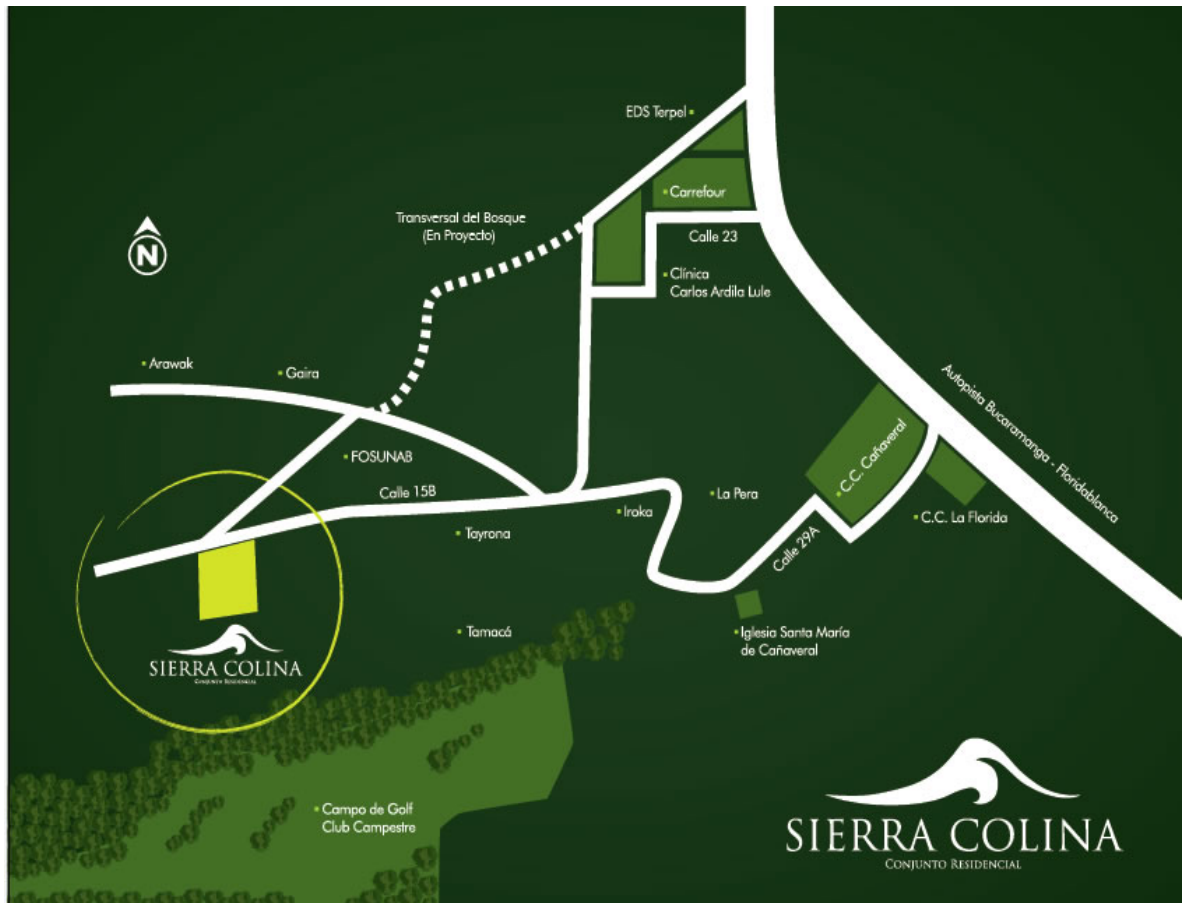 EDS Terpel
Carrefour
Transversal del Bosque
(En Proyecto)
Calle 23
N
Clínica
Carlos Ardila Lule
Arawak
Gaira
Autopista Bucaramanga - Floridablanca
C.C. Cañaveral
FOSUNAB
Calle 15B
La Pera
Iroka
C.C. La Florida
Tayrona
Calle 29A
Iglesia Santa María
de Cañaveral
Tamacá
SIERRA COLINA
CONJUNTO RESIDENCIAL
Campo de Golf
Club Campestre
SIERRA COLINA
CONJUNTO RESIDENCIAL